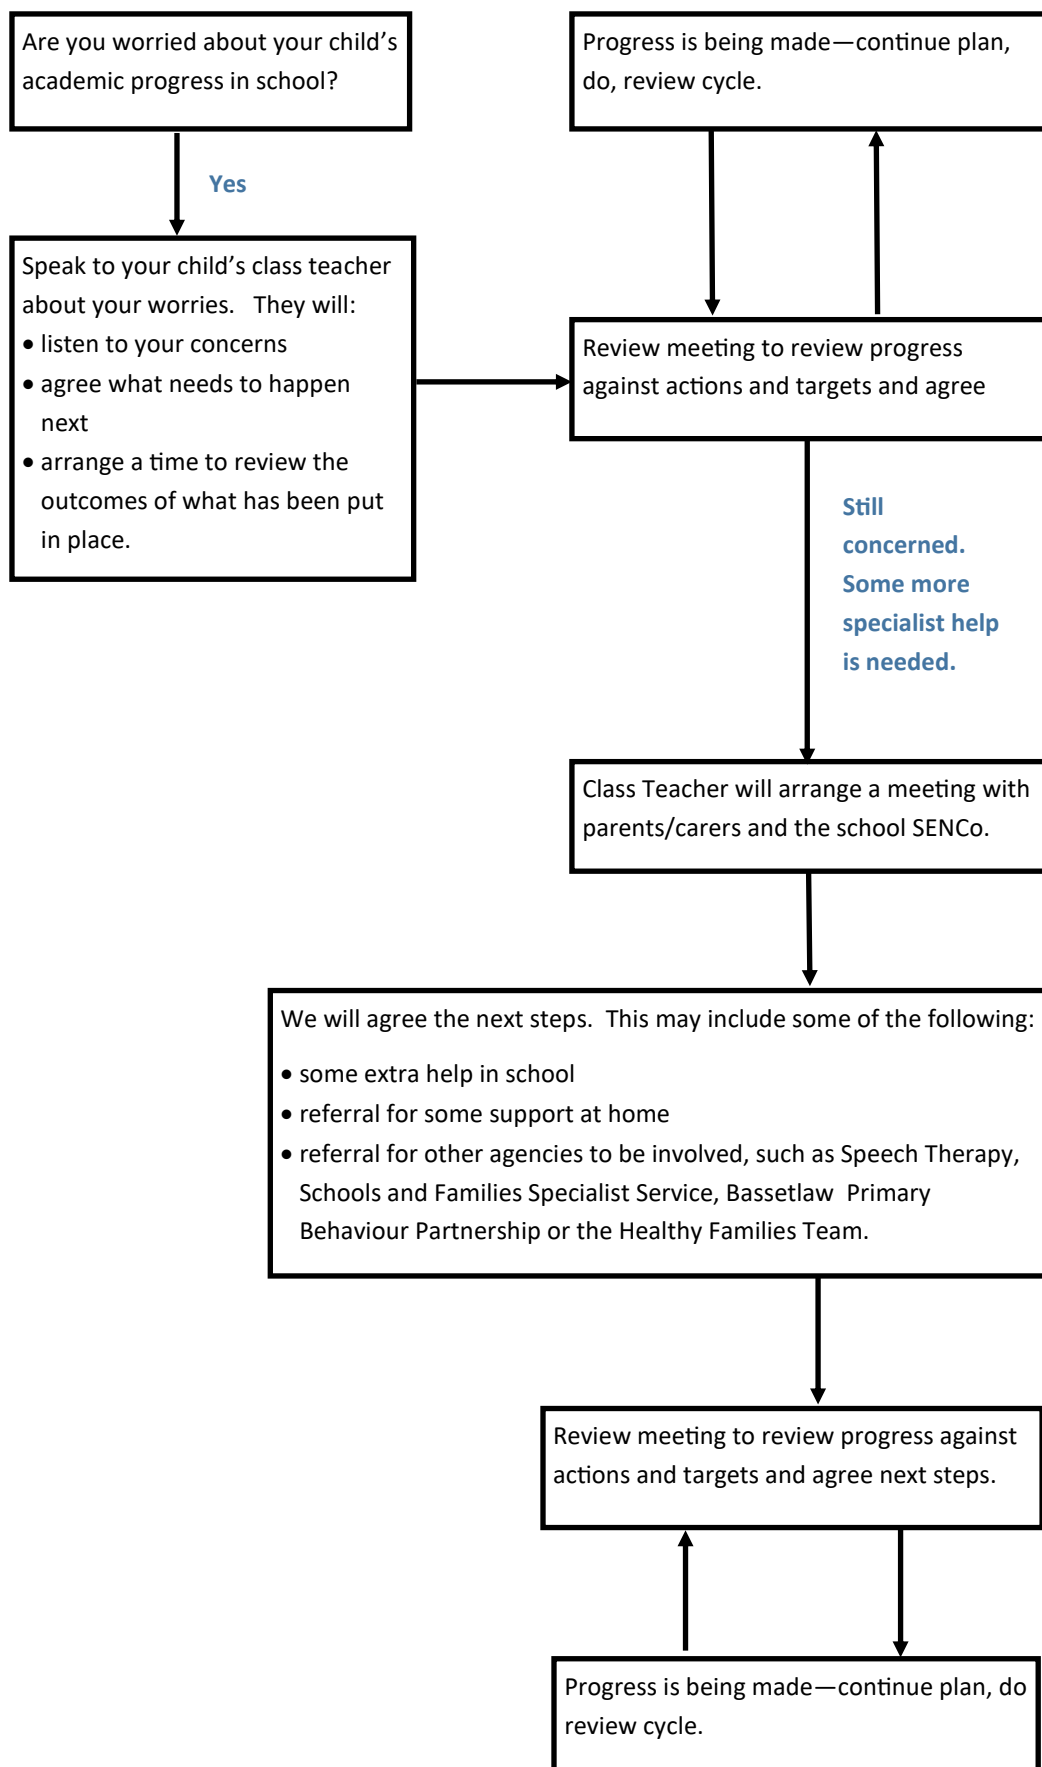 Are you worried about your child’s
academic progress in school?
Yes
Speak to your child’s class teacher
about your worries.   They will:
• listen to your concerns
• agree what needs to happen
next
• arrange a time to review the
outcomes of what has been put
in place.
Progress is being made—continue plan,
do, review cycle.
Review meeting to review progress
against actions and targets and agree
Still
concerned.
Some more
specialist help
is needed.
Class Teacher will arrange a meeting with
parents/carers and the school SENCo.
We will agree the next steps.  This may include some of the following:
• some extra help in school
• referral for some support at home
• referral for other agencies to be involved, such as Speech Therapy,
Schools and Families Specialist Service, Bassetlaw  Primary
Behaviour Partnership or the Healthy Families Team.
Review meeting to review progress against
actions and targets and agree next steps.
Progress is being made—continue plan, do
review cycle.